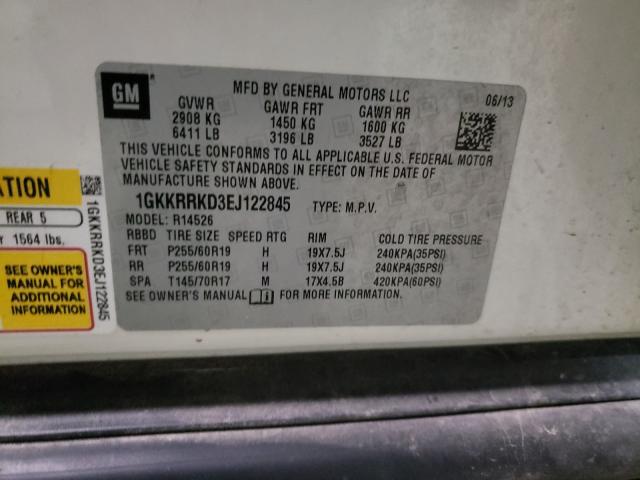 GM
MFD BY GENERAL MOTORS LLC
06/13
GVWR GAWR FRT GAWR RR
2908 KG 1450 KG 1600 KG
6411 LB 3196 LB 3527 LB
THIS VEHICLE CONFORMS TO ALL APPLICABLE U.S. FEDERAL MOTOR
VEHICLE SAFETY STANDARDS IN EFFECT ON THE DATE OF
MANUFACTURE SHOWN ABOVE.
1GKKRRKD3EJ122845 TYPE: M.P.V.
MODEL: R14526
RBBD TIRE SIZE SPEED RTG RIM COLD TIRE PRESSURE
FRT P255/60R19 H 19X7.5J 240KPA(35PSI)
RR P255/60R19 H 19X7.5J 240KPA(35PSI)
SPA T145/70R17 M 17X4.5B 420KPA(60PSI)
SEE OWNER'S MANUAL FOR MORE INFORMATION
REAR 5
1564 lbs.
SEE OWNER'S
MANUAL FOR
ADDITIONAL
INFORMATION
1GKKRRKD3EJ122845